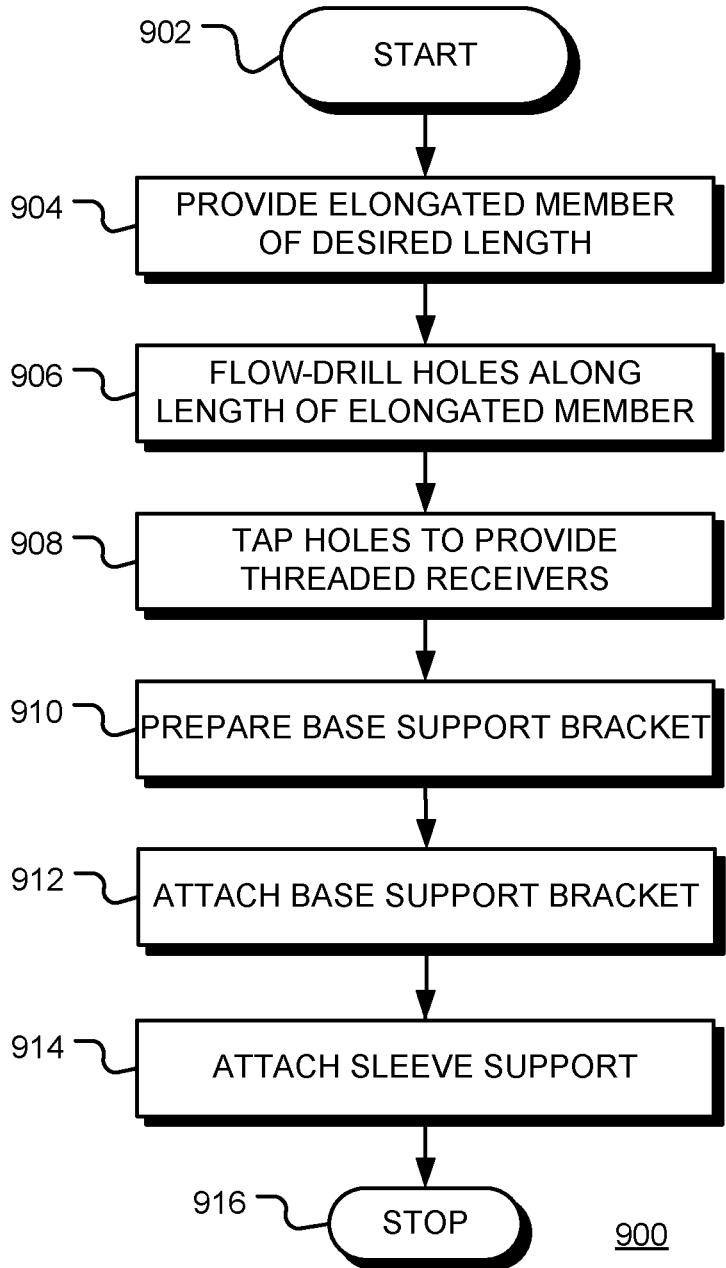 902
START
904
PROVIDE ELONGATED MEMBER
OF DESIRED LENGTH
906
FLOW-DRILL HOLES ALONG
LENGTH OF ELONGATED MEMBER
908
TAP HOLES TO PROVIDE
THREADED RECEIVERS
910
PREPARE BASE SUPPORT BRACKET
912
ATTACH BASE SUPPORT BRACKET
914
ATTACH SLEEVE SUPPORT
916
STOP
900